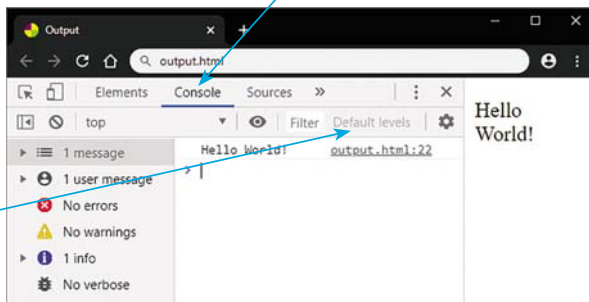 Output
output.html
Elements Console Sources »
top Filter Default levels
1 message
1 user message
No errors
No warnings
1 info
No verbose
Hello World! output.html:22
>
Hello
World!